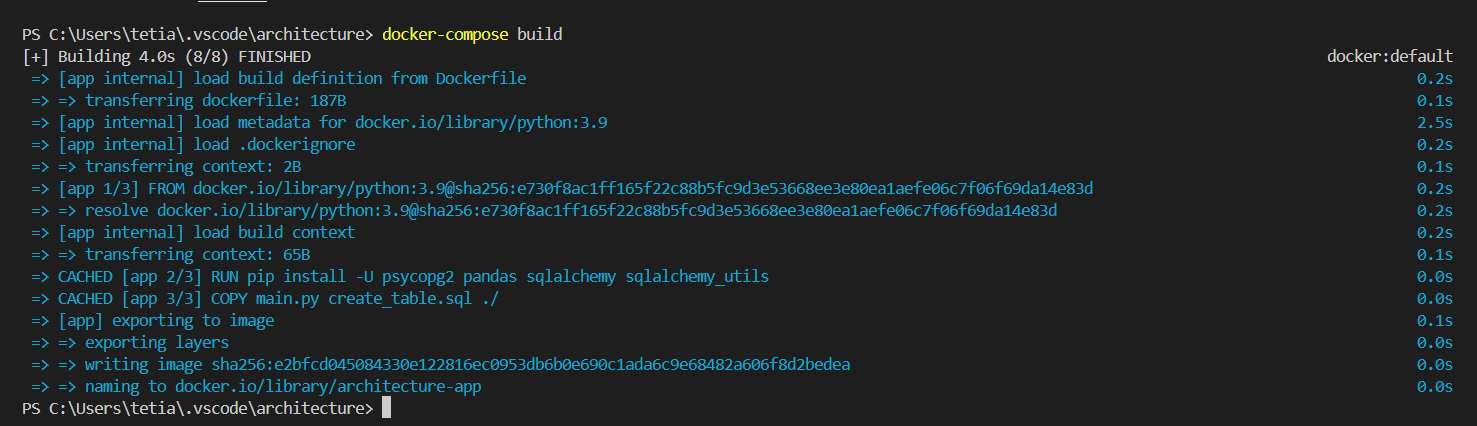 PS C:\Users\tetia\.vscode\architecture> docker-compose build
[+] Building 4.0s (8/8) FINISHED docker:default
=> [app internal] load build definition from Dockerfile 0.2s
=> => transferring dockerfile: 187B 0.1s
=> [app internal] load metadata for docker.io/library/python:3.9 2.5s
=> [app internal] load .dockerignore 0.2s
=> => transferring context: 2B 0.1s
=> [app 1/3] FROM docker.io/library/python:3.9@sha256:e730f8ac1ff165f22c88b5fc9d3e53668ee3e80ea1aefe06c7f06f69da14e83d 0.2s
=> => resolve docker.io/library/python:3.9@sha256:e730f8ac1ff165f22c88b5fc9d3e53668ee3e80ea1aefe06c7f06f69da14e83d 0.2s
=> [app internal] load build context 0.2s
=> => transferring context: 65B 0.1s
=> CACHED [app 2/3] RUN pip install -U psycopg2 pandas sqlalchemy sqlalchemy_utils 0.0s
=> CACHED [app 3/3] COPY main.py create_table.sql ./ 0.0s
=> [app] exporting to image 0.1s
=> => exporting layers 0.0s
=> => writing image sha256:e2bfcd045084330e122816ec0953db6b0e690c1ada6c9e68482a606f8d2bedea 0.0s
=> => naming to docker.io/library/architecture-app 0.0s
PS C:\Users\tetia\.vscode\architecture>